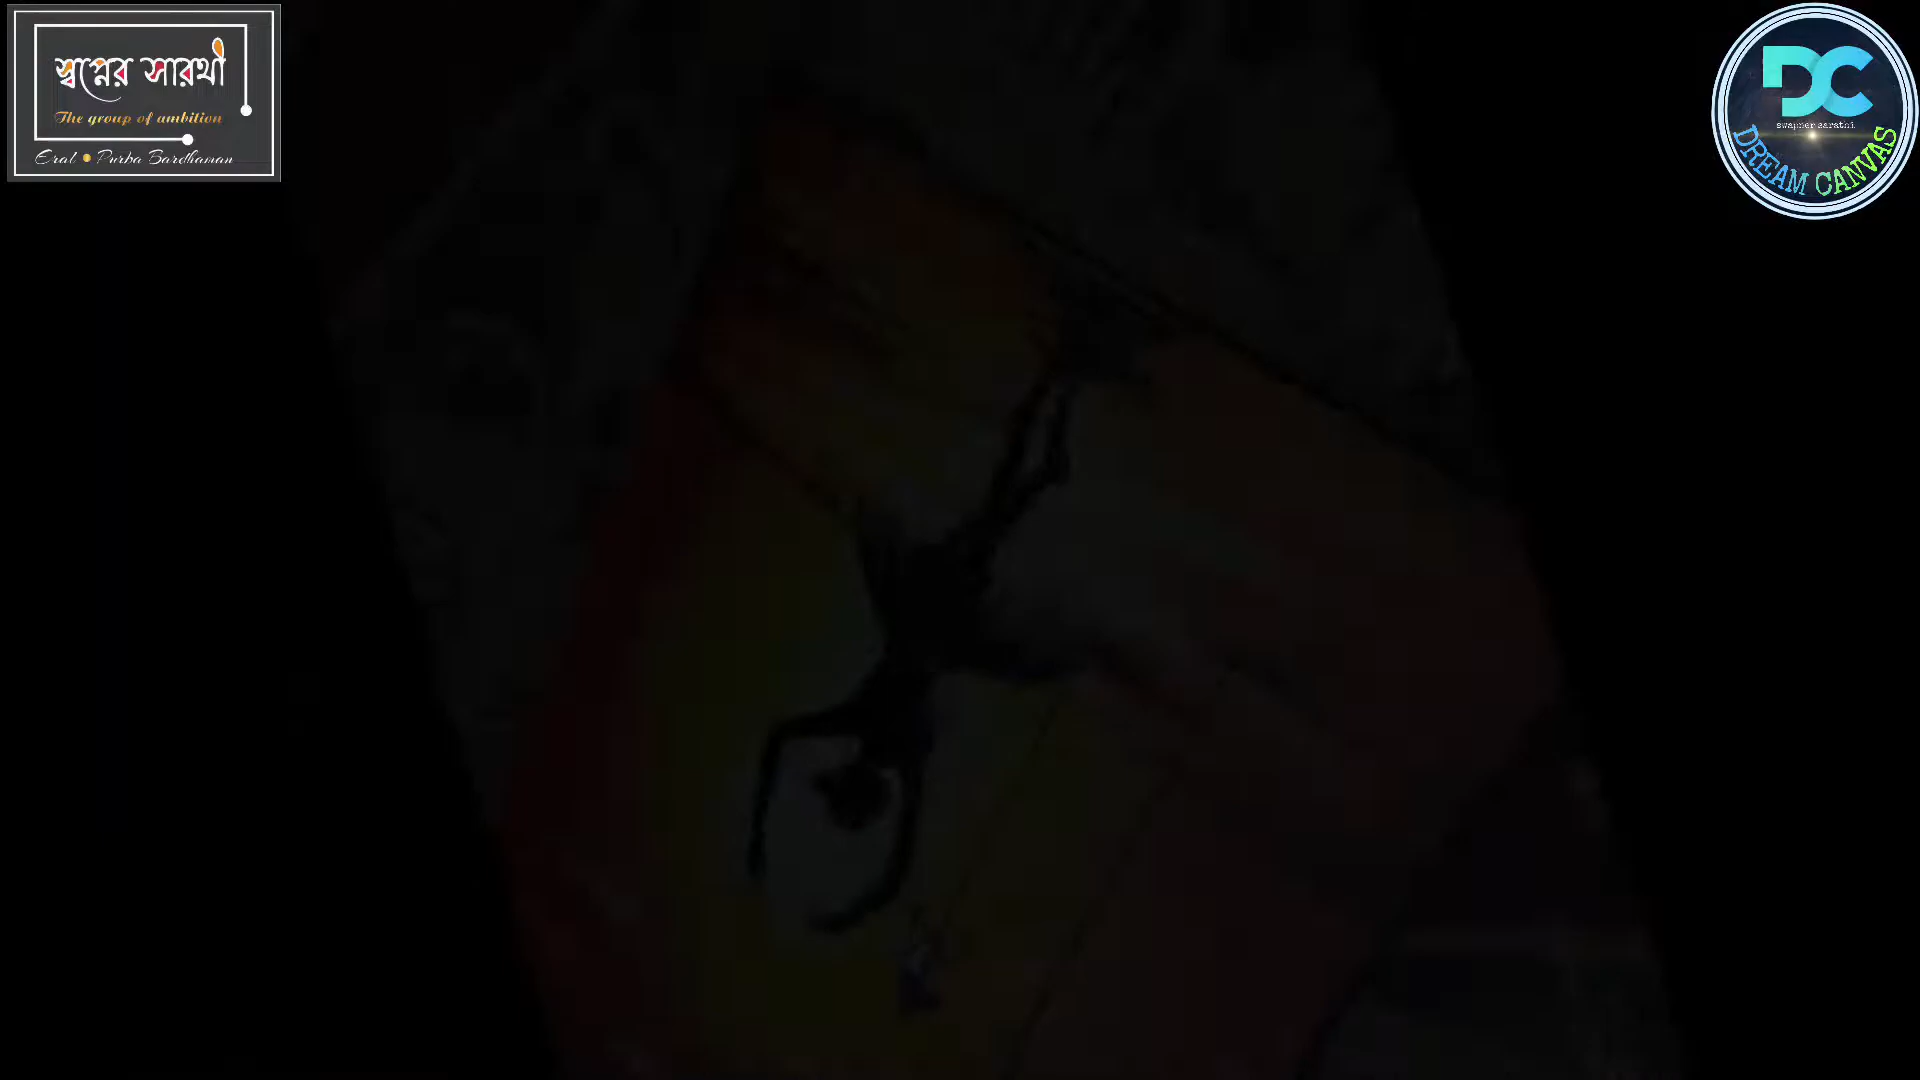 স্বপ্নের সারথী
The group of ambition
Eral • Purba Bardhaman
DC
swapner sarathi
DREAM CANVAS